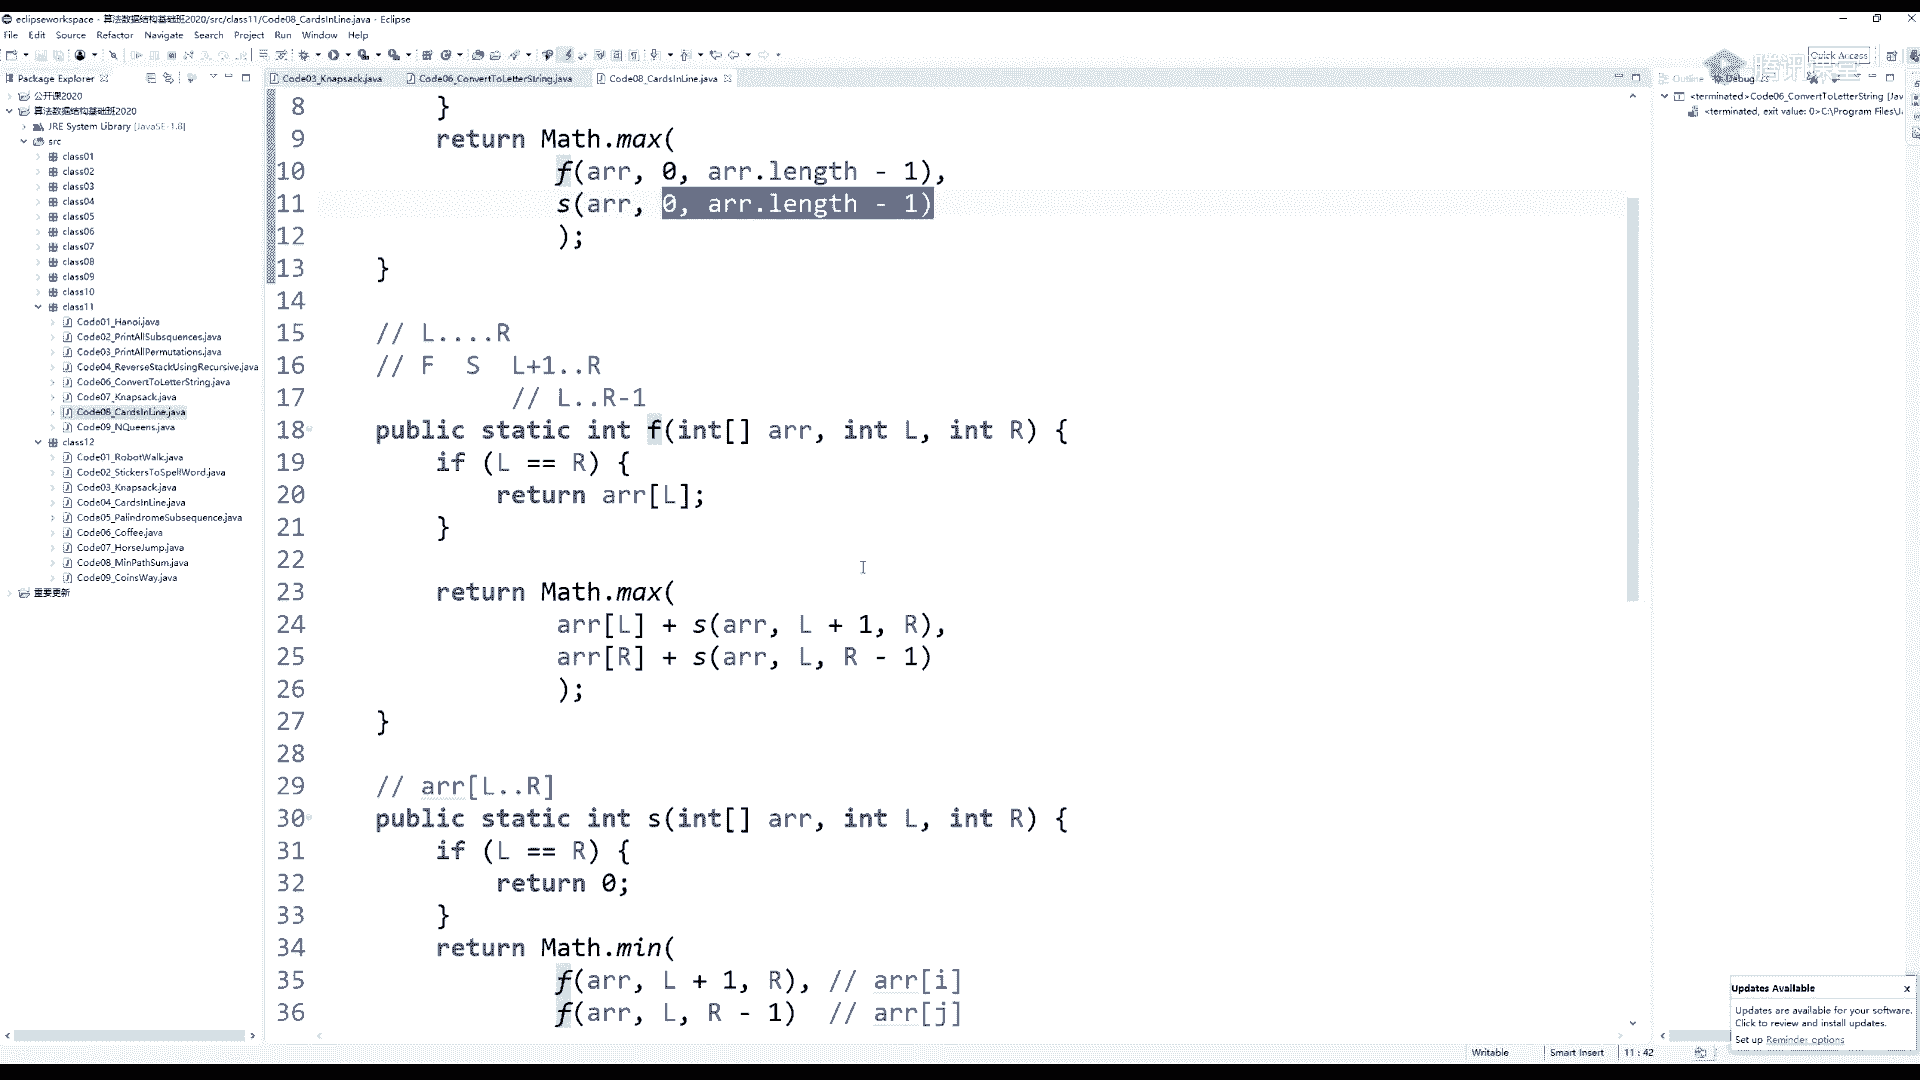 eclipseworkspace - 算法数据结构基础班2020/src/class11/Code08_CardsInLine.java - Eclipse
File Edit Source Refactor Navigate Search Project Run Window Help
Quick Access
腾讯课堂
Package Explorer
Code03_Knapsack.java
Code06_ConvertToLetterString.java
Code08_CardsInLine.java
Outline
Debug
公开课2020
算法数据结构基础班2020
JRE System Library [JavaSE-1.8]
src
class01
class02
class03
class04
class05
class06
class07
class08
class09
class10
class11
Code01_Hanoi.java
Code02_PrintAllSubsquences.java
Code03_PrintAllPermutations.java
Code04_ReverseStackUsingRecursive.java
Code06_ConvertToLetterString.java
Code07_Knapsack.java
Code08_CardsInLine.java
Code09_NQueens.java
class12
Code01_RobotWalk.java
Code02_StickersToSpellWord.java
Code03_Knapsack.java
Code04_CardsInLine.java
Code05_PalindromeSubsequence.java
Code06_Coffee.java
Code07_HorseJump.java
Code08_MinPathSum.java
Code09_CoinsWay.java
重要更新
8 }
9 return Math.max(
10 f(arr, 0, arr.length - 1),
11 s(arr, 0, arr.length - 1)
12 );
13 }
14
15 // L....R
16 // F S L+1..R
17 // L..R-1
18 public static int f(int[] arr, int L, int R) {
19 if (L == R) {
20 return arr[L];
21 }
22
23 return Math.max(
24 arr[L] + s(arr, L + 1, R),
25 arr[R] + s(arr, L, R - 1)
26 );
27 }
28
29 // arr[L..R]
30 public static int s(int[] arr, int L, int R) {
31 if (L == R) {
32 return 0;
33 }
34 return Math.min(
35 f(arr, L + 1, R), // arr[i]
36 f(arr, L, R - 1) // arr[j]
<terminated>Code06_ConvertToLetterString [Jav
<terminated, exit value: 0>C:\Program Files\J
Updates Available
Updates are available for your software.
Click to review and install updates.
Set up Reminder options
Writable Smart Insert 11 : 42